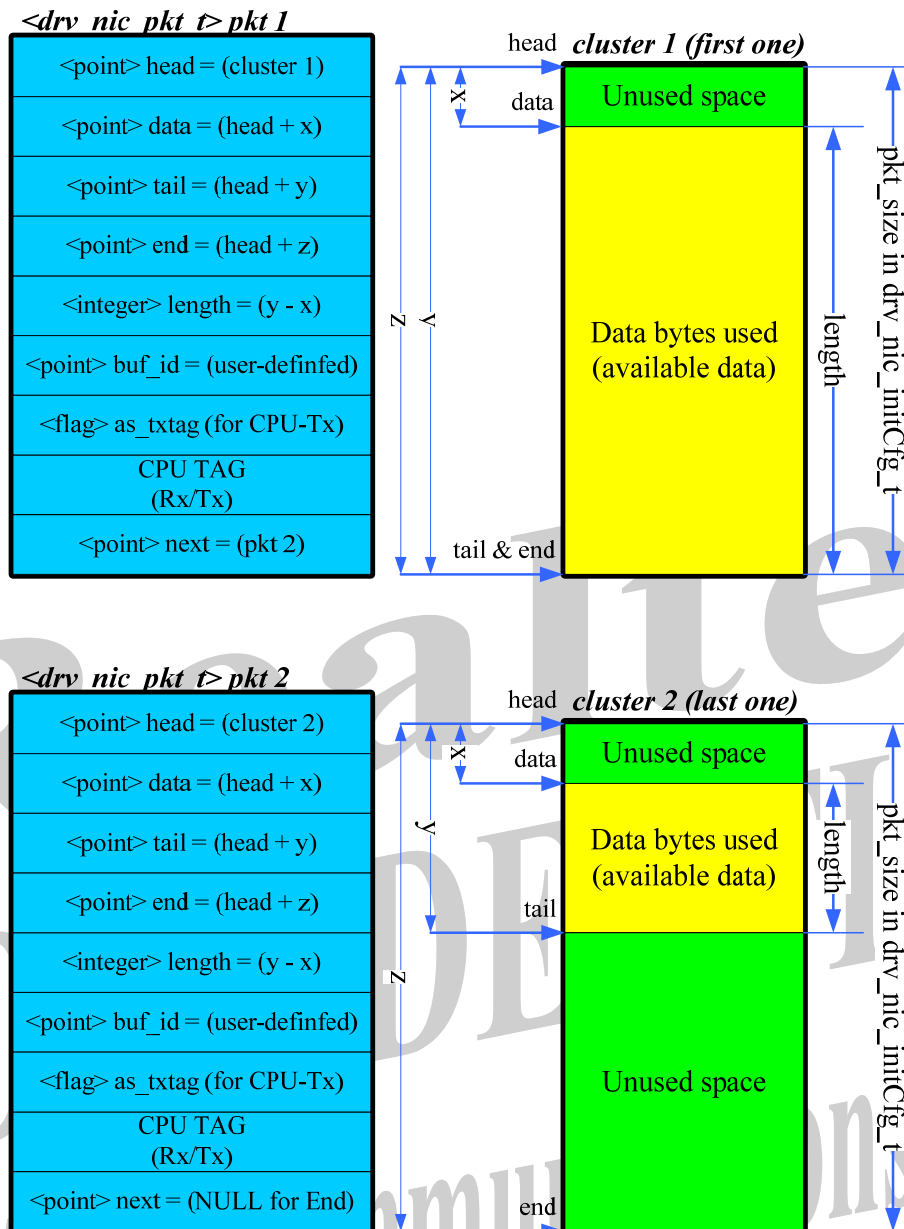 <drv_nic_pkt_t> pkt 1
<point> head = (cluster 1)
<point> data = (head + x)
<point> tail = (head + y)
<point> end = (head + z)
<integer> length = (y - x)
<point> buf_id = (user-definfed)
<flag> as_txtag (for CPU-Tx)
CPU TAG
(Rx/Tx)
<point> next = (pkt 2)
z
y
x
head
data
tail & end
cluster 1 (first one)
Unused space
Data bytes used
(available data)
length
pkt_size in drv_nic_initCfg_t
<drv_nic_pkt_t> pkt 2
<point> head = (cluster 2)
<point> data = (head + x)
<point> tail = (head + y)
<point> end = (head + z)
<integer> length = (y - x)
<point> buf_id = (user-definfed)
<flag> as_txtag (for CPU-Tx)
CPU TAG
(Rx/Tx)
<point> next = (NULL for End)
z
y
x
head
data
tail
end
cluster 2 (last one)
Unused space
Data bytes used
(available data)
Unused space
length
pkt_size in drv_nic_initCfg_t